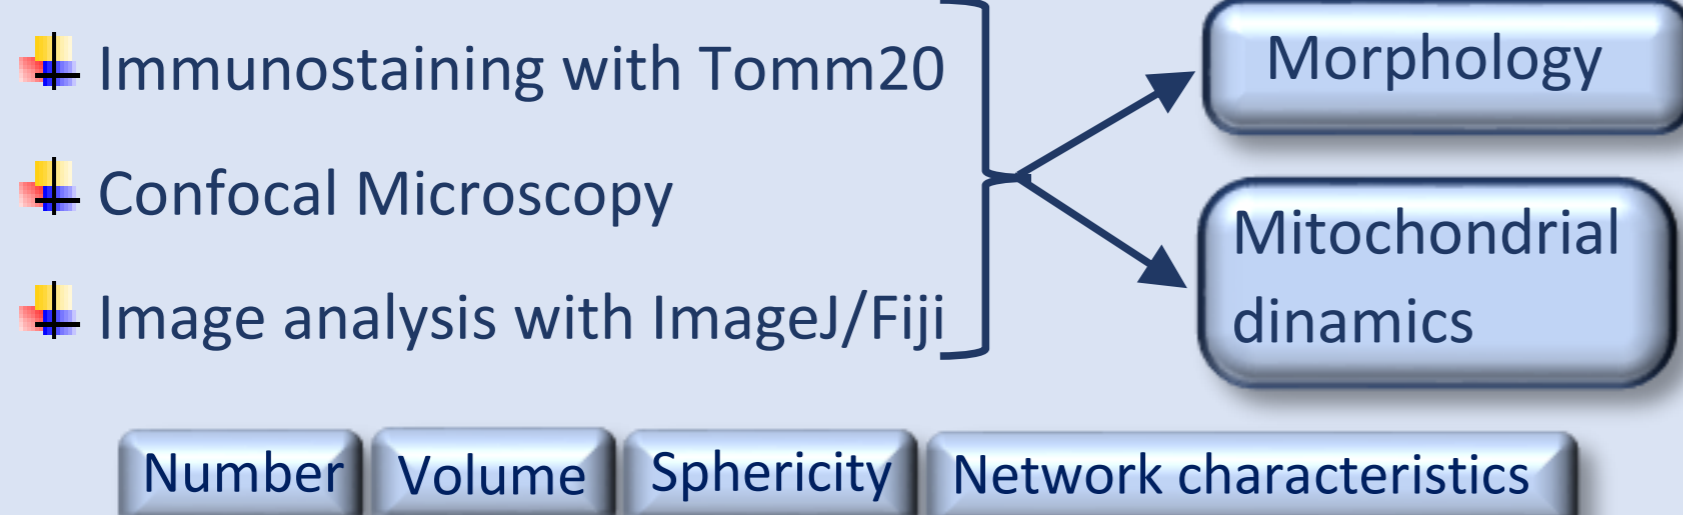 Immunostaining with Tomm20
Confocal Microscopy
Image analysis with ImageJ/Fiji
Morphology
Mitochondrial
dinamics
Number
Volume
Sphericity
Network characteristics